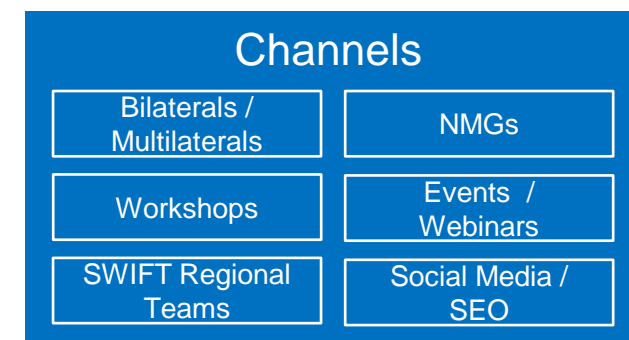 Channels
Bilaterals /
Multilaterals
NMGs
Workshops
Events /
Webinars
SWIFT Regional
Teams
Social Media /
SEO